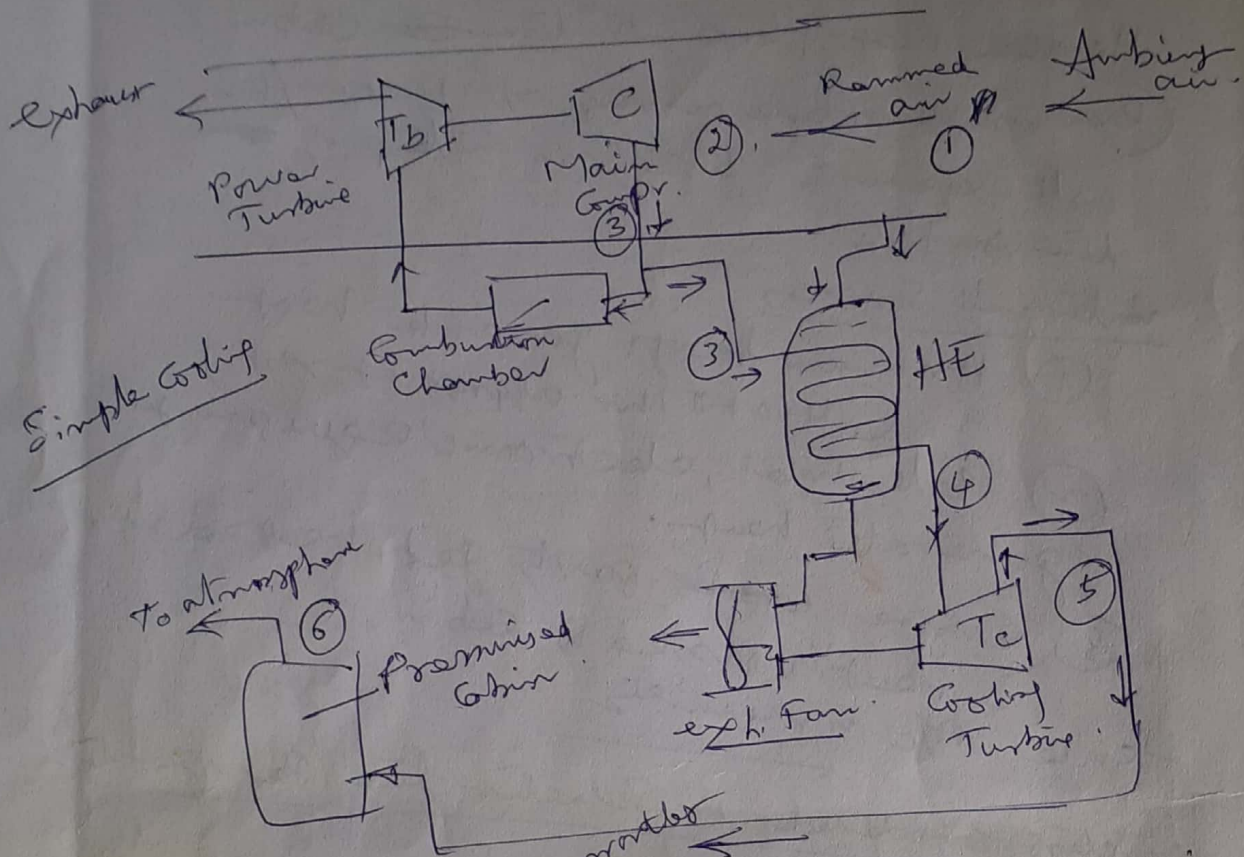 Ambient
air.
Rammed
air
exhaust
Tb
C
2
1
Power
Turbine
Main
Compr.
3
Combustion
Chamber
3
HE
Simple cooling
4
To atmosphere
6
Pressurised
Cabin.
5
Tc
exh. Fan.
Cooling
Turbine.